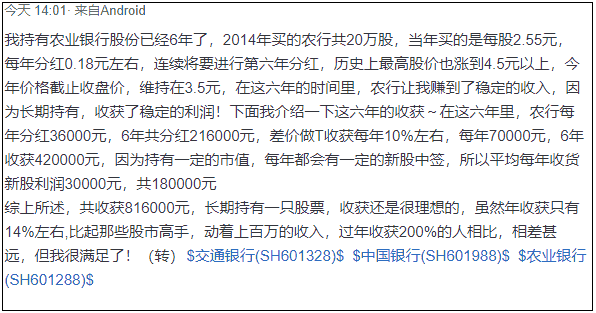 今天 14:01· 来自Android
我持有农业银行股份已经6年了，2014年买的农行共20万股，当年买的是每股2.55元，
每年分红0.18元左右，连续将要进行第六年分红，历史上最高股价也涨到4.5元以上，今
年价格截止收盘价，维持在3.5元，在这六年的时间里，农行让我赚到了稳定的收入，因
为长期持有，收获了稳定的利润！下面我介绍一下这六年的收获～在这六年里，农行每
年分红36000元，6年共分红216000元，差价做T收获每年10%左右，每年70000元，6年
收获420000元，因为持有一定的市值，每年都会有一定的新股中签，所以平均每年收货
新股利润30000元，共180000元
综上所述，共收获816000元，长期持有一只股票，收获还是很理想的，虽然年收获只有
14%左右,比起那些股市高手，动着上百万的收入，过年收获200%的人相比，相差甚
远，但我很满足了！（转）$交通银行(SH601328)$ $中国银行(SH601988)$ $农业银行
(SH601288)$